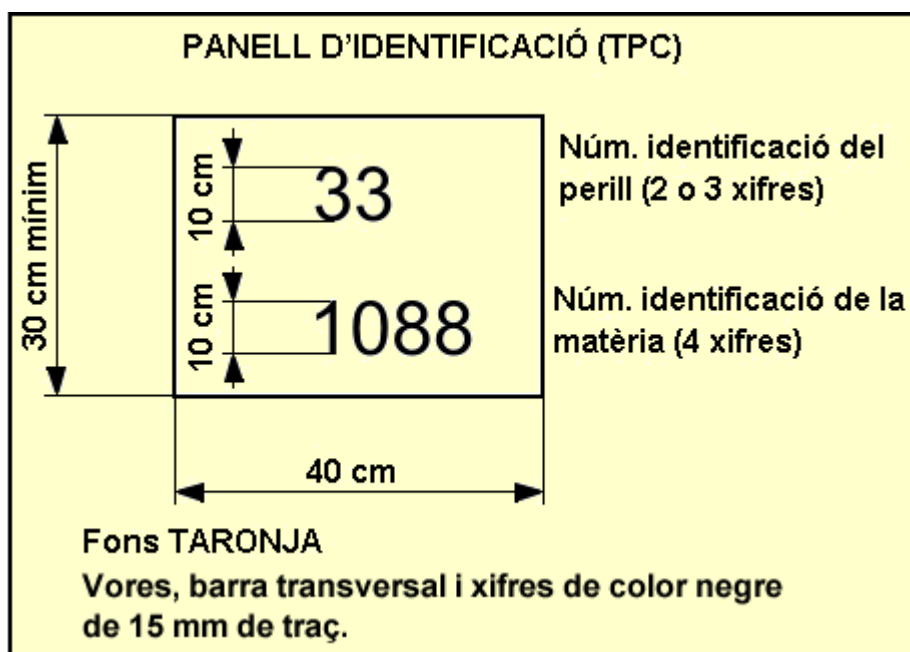 PANELL D'IDENTIFICACIÓ (TPC)
30 cm mínim
10 cm
33
Núm. identificació del
perill (2 o 3 xifres)
10 cm
1088
Núm. identificació de la
matèria (4 xifres)
40 cm
Fons TARONJA
Vores, barra transversal i xifres de color negre
de 15 mm de traç.